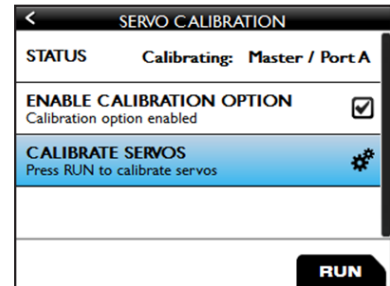 SERVO CALIBRATION
STATUS Calibrating: Master / Port A
ENABLE CALIBRATION OPTION
Calibration option enabled
CALIBRATE SERVOS
Press RUN to calibrate servos
RUN